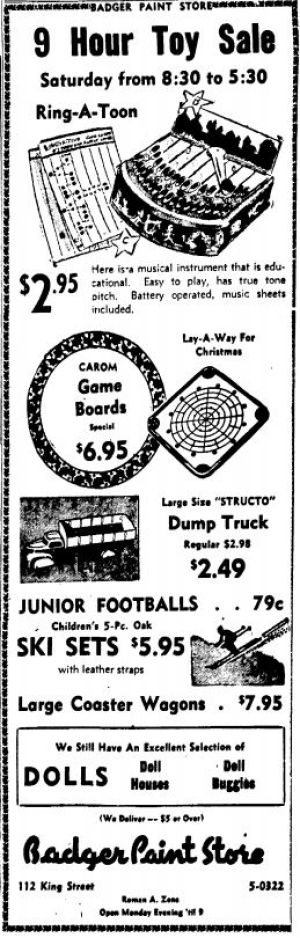 BADGER PAINT STORE
9 Hour Toy Sale
Saturday from 8:30 to 5:30
Ring-A-Toon
$2.95
Here is a musical instrument that is edu-
cational. Easy to play, has true tone
pitch. Battery operated, music sheets
included.
Lay-A-Way For
Christmas
CAROM
Game
Boards
Special
$6.95
Large Size "STRUCTO"
Dump Truck
Regular $2.98
$2.49
JUNIOR FOOTBALLS . . 79c
Children's 5-Pc. Oak
SKI SETS $5.95
with leather straps
Large Coaster Wagons . $7.95
We Still Have An Excellent Selection of
DOLLS
Doll
Houses
Doll
Buggies
(We Deliver -- $5 or Over)
Badger Paint Store
112 King Street
5-0322
Roman A. Zene
Open Monday Evening 'til 9